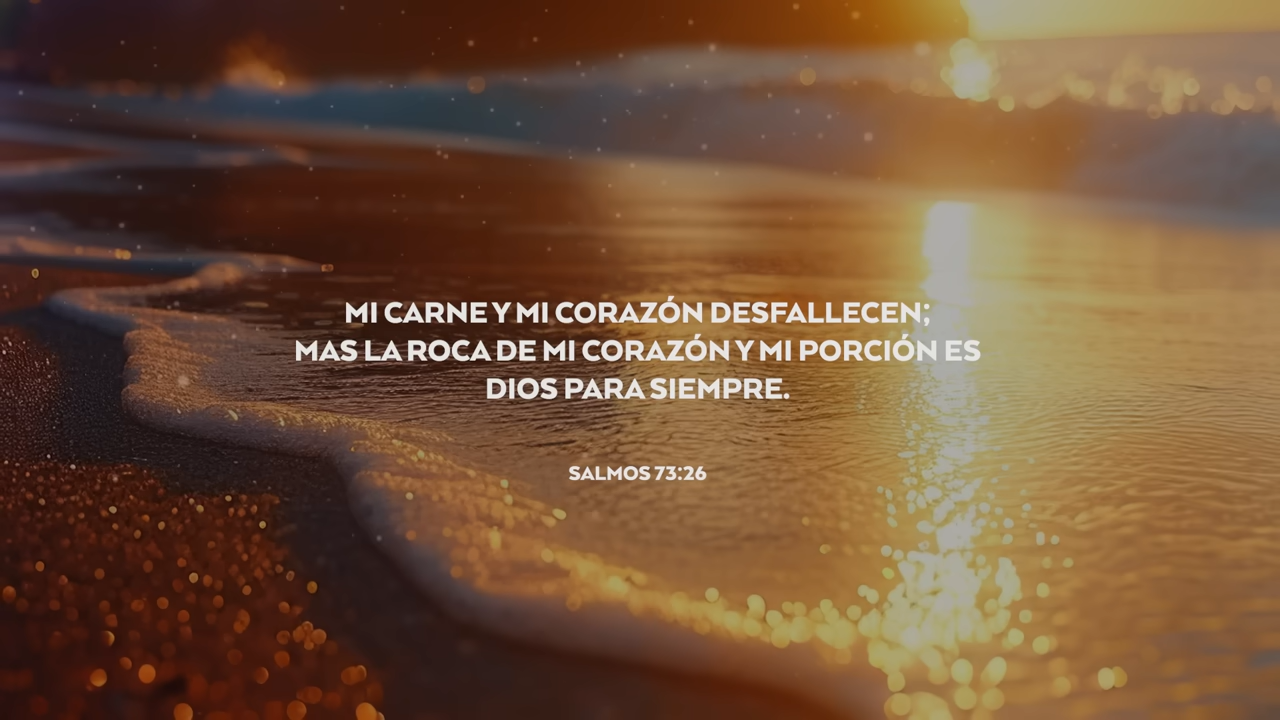 MI CARNE Y MI CORAZÓN DESFALLECEN;
MAS LA ROCA DE MI CORAZÓN Y MI PORCIÓN ES
DIOS PARA SIEMPRE.
SALMOS 73:26